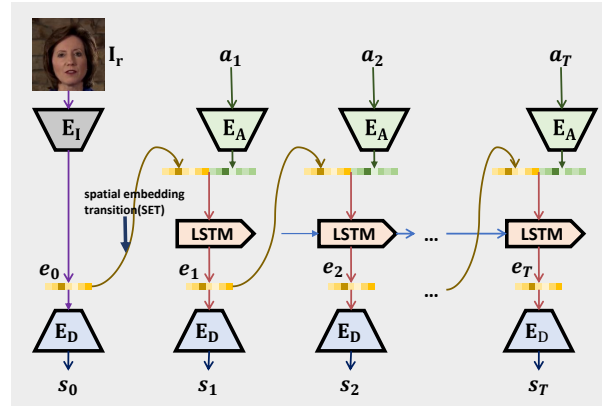 I_r a_1 a_2 a_T
E_I E_A E_A E_A
spatial embedding
transition(SET)
LSTM LSTM ... LSTM
e_0 e_1 e_2 ... e_T
E_D E_D E_D E_D
s_0 s_1 s_2 s_T